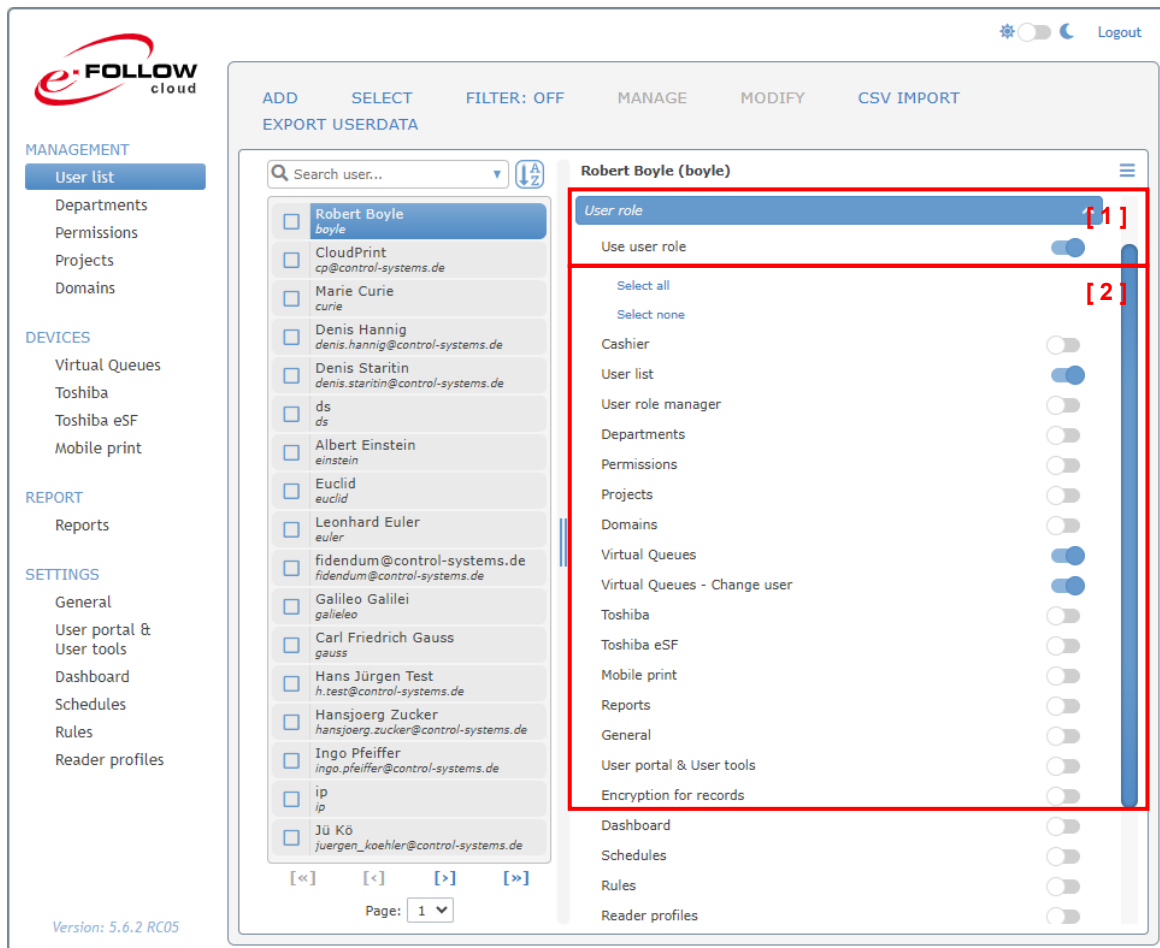 Logout
e-FOLLOW
cloud
ADD SELECT FILTER: OFF MANAGE MODIFY CSV IMPORT
EXPORT USERDATA
MANAGEMENT
User list
Departments
Permissions
Projects
Domains
DEVICES
Virtual Queues
Toshiba
Toshiba eSF
Mobile print
REPORT
Reports
SETTINGS
General
User portal &
User tools
Dashboard
Schedules
Rules
Reader profiles
Version: 5.6.2 RC05
Search user...
A
Z
Robert Boyle
boyle
CloudPrint
cp@control-systems.de
Marie Curie
curie
Denis Hannig
denis.hannig@control-systems.de
Denis Staritin
denis.staritin@control-systems.de
ds
ds
Albert Einstein
einstein
Euclid
euclid
Leonhard Euler
euler
fidendum@control-systems.de
fidendum@control-systems.de
Galileo Galilei
galieleo
Carl Friedrich Gauss
gauss
Hans Jürgen Test
h.test@control-systems.de
Hansjoerg Zucker
hansjoerg.zucker@control-systems.de
Ingo Pfeiffer
ingo.pfeiffer@control-systems.de
ip
ip
Jü Kö
juergen_koehler@control-systems.de
[«] [‹] [›] [»]
Page: 1
Robert Boyle (boyle)
User role [ 1 ]
Use user role
Select all [ 2 ]
Select none
Cashier
User list
User role manager
Departments
Permissions
Projects
Domains
Virtual Queues
Virtual Queues - Change user
Toshiba
Toshiba eSF
Mobile print
Reports
General
User portal & User tools
Encryption for records
Dashboard
Schedules
Rules
Reader profiles